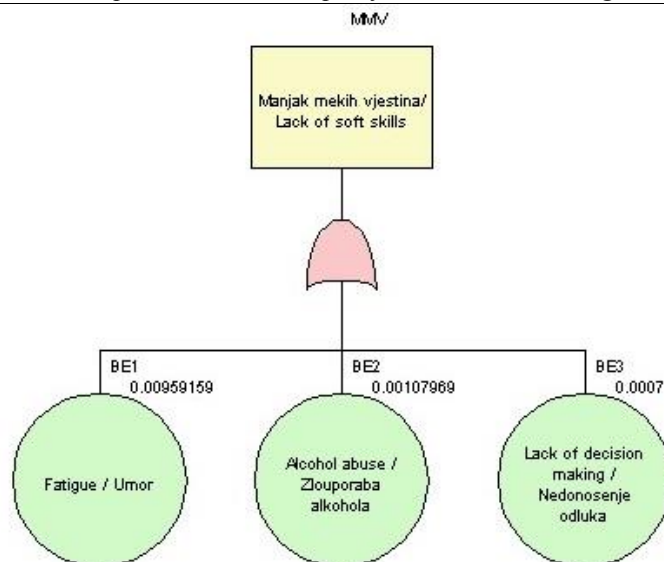 MMV
Manjak mekih vjestina/
Lack of soft skills
BE1
0.00959159
BE2
0.00107969
BE3
0.0007
Fatigue / Umor
Alcohol abuse /
Zlouporaba
alkohola
Lack of decision
making /
Nedonosenje
odluka